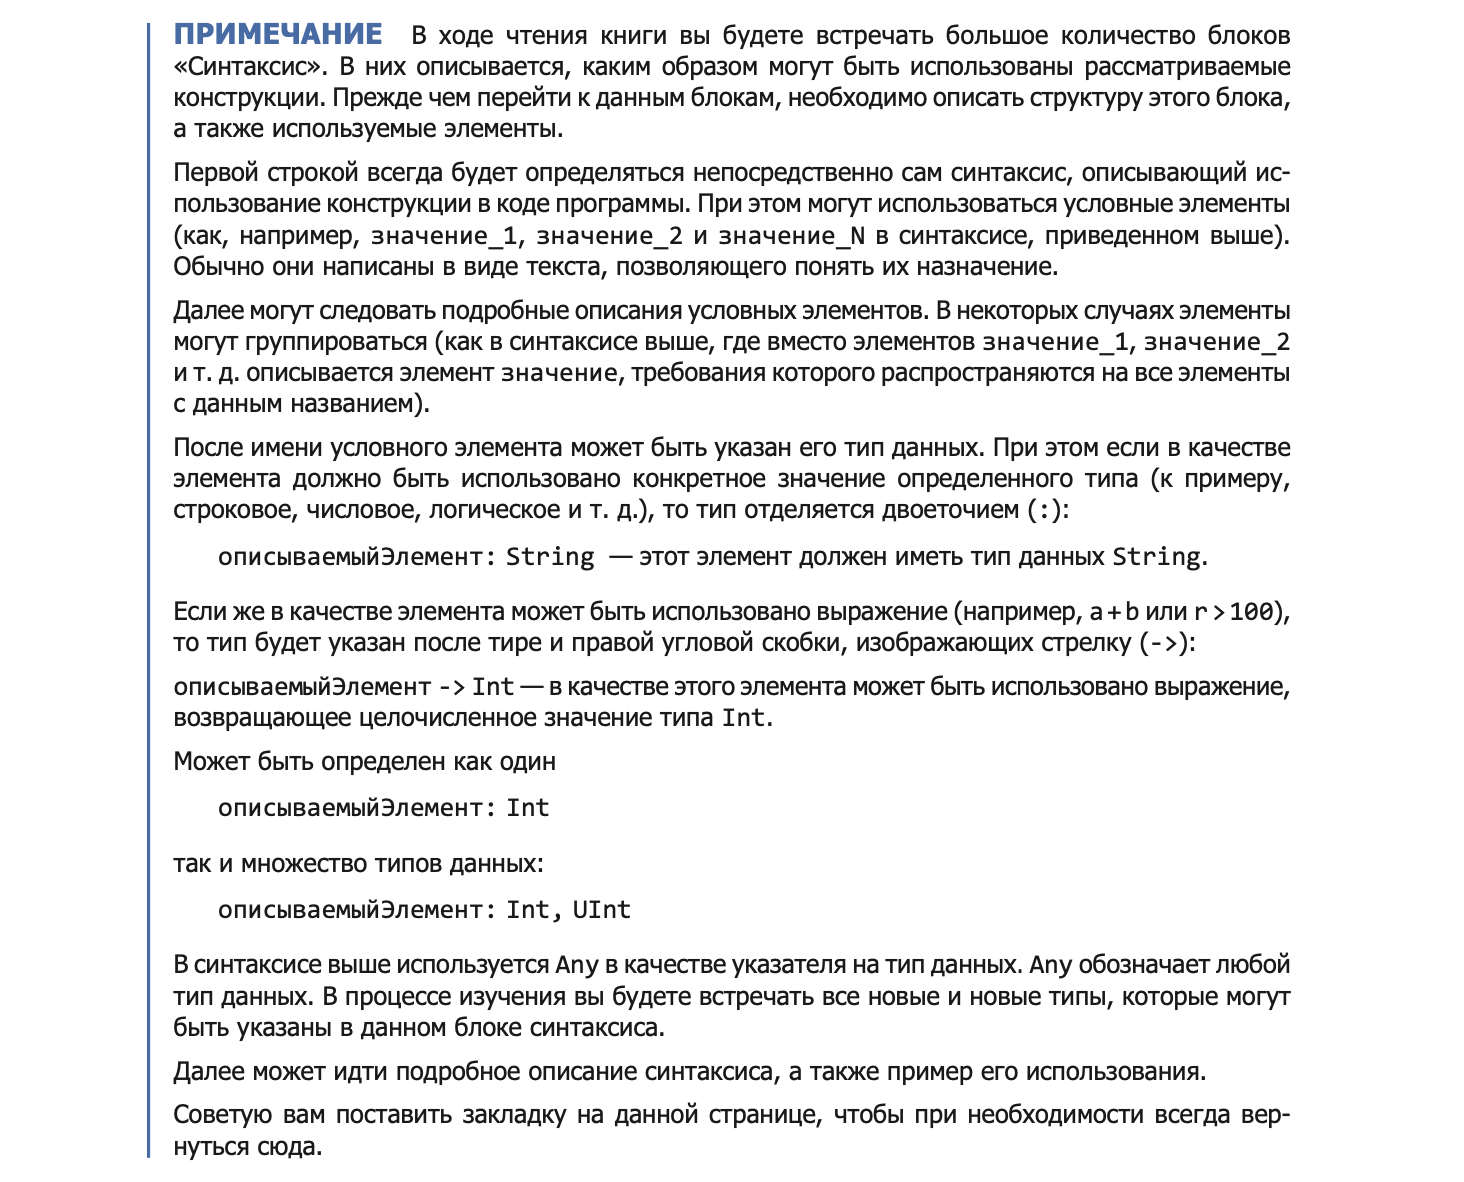 ПРИМЕЧАНИЕ В ходе чтения книги вы будете встречать большое количество блоков
«Синтаксис». В них описывается, каким образом могут быть использованы рассматриваемые
конструкции. Прежде чем перейти к данным блокам, необходимо описать структуру этого блока,
а также используемые элементы.
Первой строкой всегда будет определяться непосредственно сам синтаксис, описывающий ис-
пользование конструкции в коде программы. При этом могут использоваться условные элементы
(как, например, значение_1, значение_2 и значение_N в синтаксисе, приведенном выше).
Обычно они написаны в виде текста, позволяющего понять их назначение.
Далее могут следовать подробные описания условных элементов. В некоторых случаях элементы
могут группироваться (как в синтаксисе выше, где вместо элементов значение_1, значение_2
и т. д. описывается элемент значение, требования которого распространяются на все элементы
с данным названием).
После имени условного элемента может быть указан его тип данных. При этом если в качестве
элемента должно быть использовано конкретное значение определенного типа (к примеру,
строковое, числовое, логическое и т. д.), то тип отделяется двоеточием (:):
описываемыйЭлемент: String — этот элемент должен иметь тип данных String.
Если же в качестве элемента может быть использовано выражение (например, a + b или r > 100),
то тип будет указан после тире и правой угловой скобки, изображающих стрелку (->):
описываемыйЭлемент -> Int — в качестве этого элемента может быть использовано выражение,
возвращающее целочисленное значение типа Int.
Может быть определен как один
описываемыйЭлемент: Int
так и множество типов данных:
описываемыйЭлемент: Int, UInt
В синтаксисе выше используется Any в качестве указателя на тип данных. Any обозначает любой
тип данных. В процессе изучения вы будете встречать все новые и новые типы, которые могут
быть указаны в данном блоке синтаксиса.
Далее может идти подробное описание синтаксиса, а также пример его использования.
Советую вам поставить закладку на данной странице, чтобы при необходимости всегда вер-
нуться сюда.